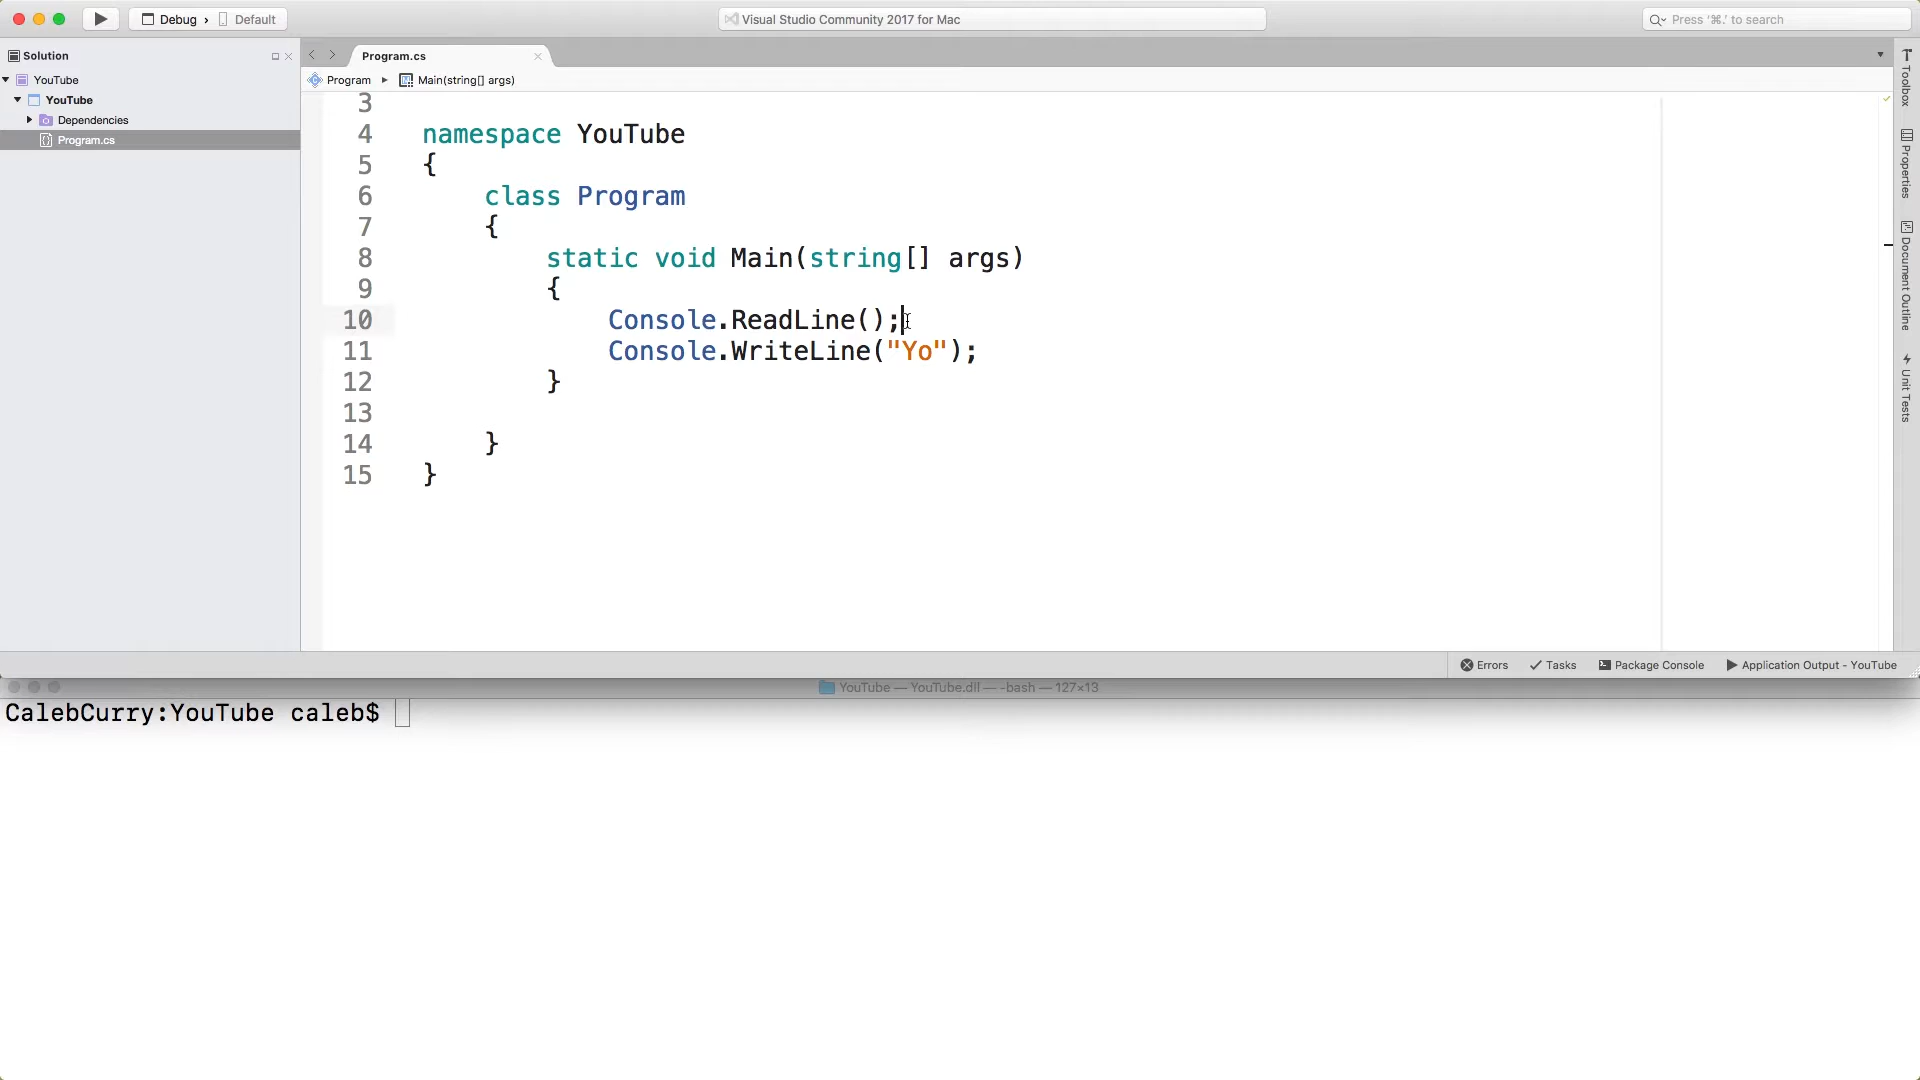 Debug › Default
Visual Studio Community 2017 for Mac
Press '⌘.' to search
Solution
Program.cs
YouTube
Program ▸ Main(string[] args)
YouTube
Dependencies
Program.cs
3
4 namespace YouTube
5 {
6 class Program
7 {
8 static void Main(string[] args)
9 {
10 Console.ReadLine();
11 Console.WriteLine("Yo");
12 }
13
14 }
15 }
Toolbox
Properties
Document Outline
Unit Tests
Errors Tasks Package Console Application Output - YouTube
YouTube — YouTube.dll — -bash — 127×13
CalebCurry:YouTube caleb$